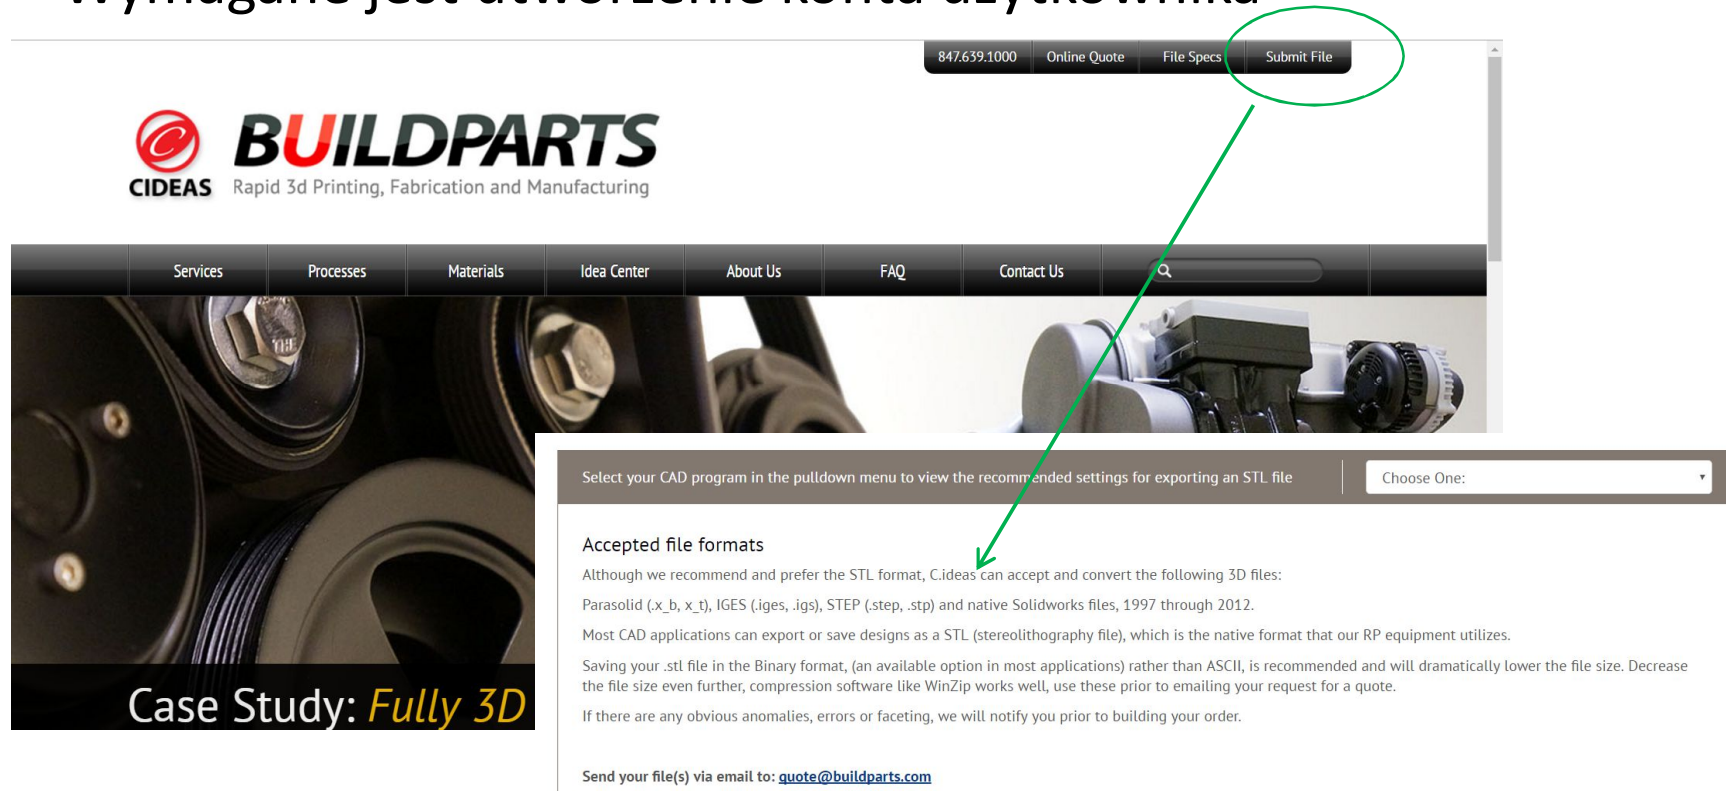 Wymagane jest utworzenie konta użytkownika
847.639.1000 Online Quote File Specs Submit File
BUILDPARTS
CIDEAS Rapid 3d Printing, Fabrication and Manufacturing
Services Processes Materials Idea Center About Us FAQ Contact Us
THE
Select your CAD program in the pulldown menu to view the recommended settings for exporting an STL file Choose One:
Accepted file formats
Although we recommend and prefer the STL format, C.ideas can accept and convert the following 3D files:
Parasolid (.x_b, x_t), IGES (.iges, .igs), STEP (.step, .stp) and native Solidworks files, 1997 through 2012.
Most CAD applications can export or save designs as a STL (stereolithography file), which is the native format that our RP equipment utilizes.
Saving your .stl file in the Binary format, (an available option in most applications) rather than ASCII, is recommended and will dramatically lower the file size. Decrease
the file size even further, compression software like WinZip works well, use these prior to emailing your request for a quote.
If there are any obvious anomalies, errors or faceting, we will notify you prior to building your order.
Case Study: Fully 3D
Send your file(s) via email to: quote@buildparts.com